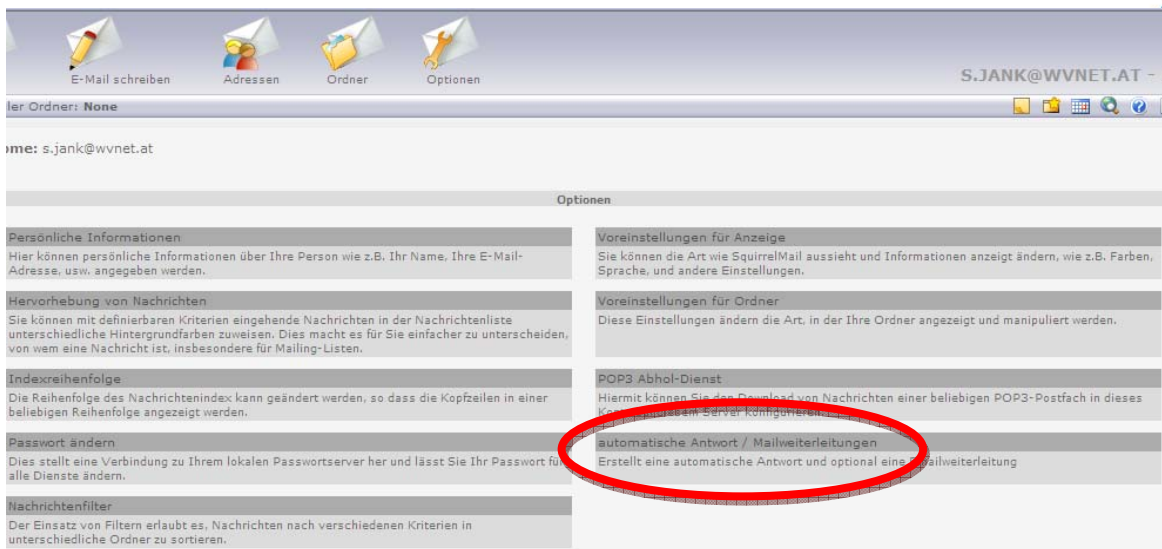 E-Mail schreiben
Adressen
Ordner
Optionen
S.JANK@WVNET.AT -
ler Ordner: None
ome: s.jank@wvnet.at
Optionen
Persönliche Informationen
Hier können persönliche Informationen über Ihre Person wie z.B. Ihr Name, Ihre E-Mail-
Adresse, usw. angegeben werden.
Voreinstellungen für Anzeige
Sie können die Art wie SquirrelMail aussieht und Informationen anzeigt ändern, wie z.B. Farben,
Sprache, und andere Einstellungen.
Hervorhebung von Nachrichten
Sie können mit definierbaren Kriterien eingehende Nachrichten in der Nachrichtenliste
unterschiedliche Hintergrundfarben zuweisen. Dies macht es für Sie einfacher zu unterscheiden,
von wem eine Nachricht ist, insbesondere für Mailing-Listen.
Voreinstellungen für Ordner
Diese Einstellungen ändern die Art, in der Ihre Ordner angezeigt und manipuliert werden.
Indexreihenfolge
Die Reihenfolge des Nachrichtenindex kann geändert werden, so dass die Kopfzeilen in einer
beliebigen Reihenfolge angezeigt werden.
POP3 Abhol-Dienst
Hiermit können Sie den Download von Nachrichten einer beliebigen POP3-Postfach in dieses
Server konfigurieren.
Passwort ändern
Dies stellt eine Verbindung zu Ihrem lokalen Passwortserver her und lässt Sie Ihr Passwort für
alle Dienste ändern.
automatische Antwort / Mailweiterleitungen
Erstellt eine automatische Antwort und optional eine Emailweiterleitung
Nachrichtenfilter
Der Einsatz von Filtern erlaubt es, Nachrichten nach verschiedenen Kriterien in
unterschiedliche Ordner zu sortieren.